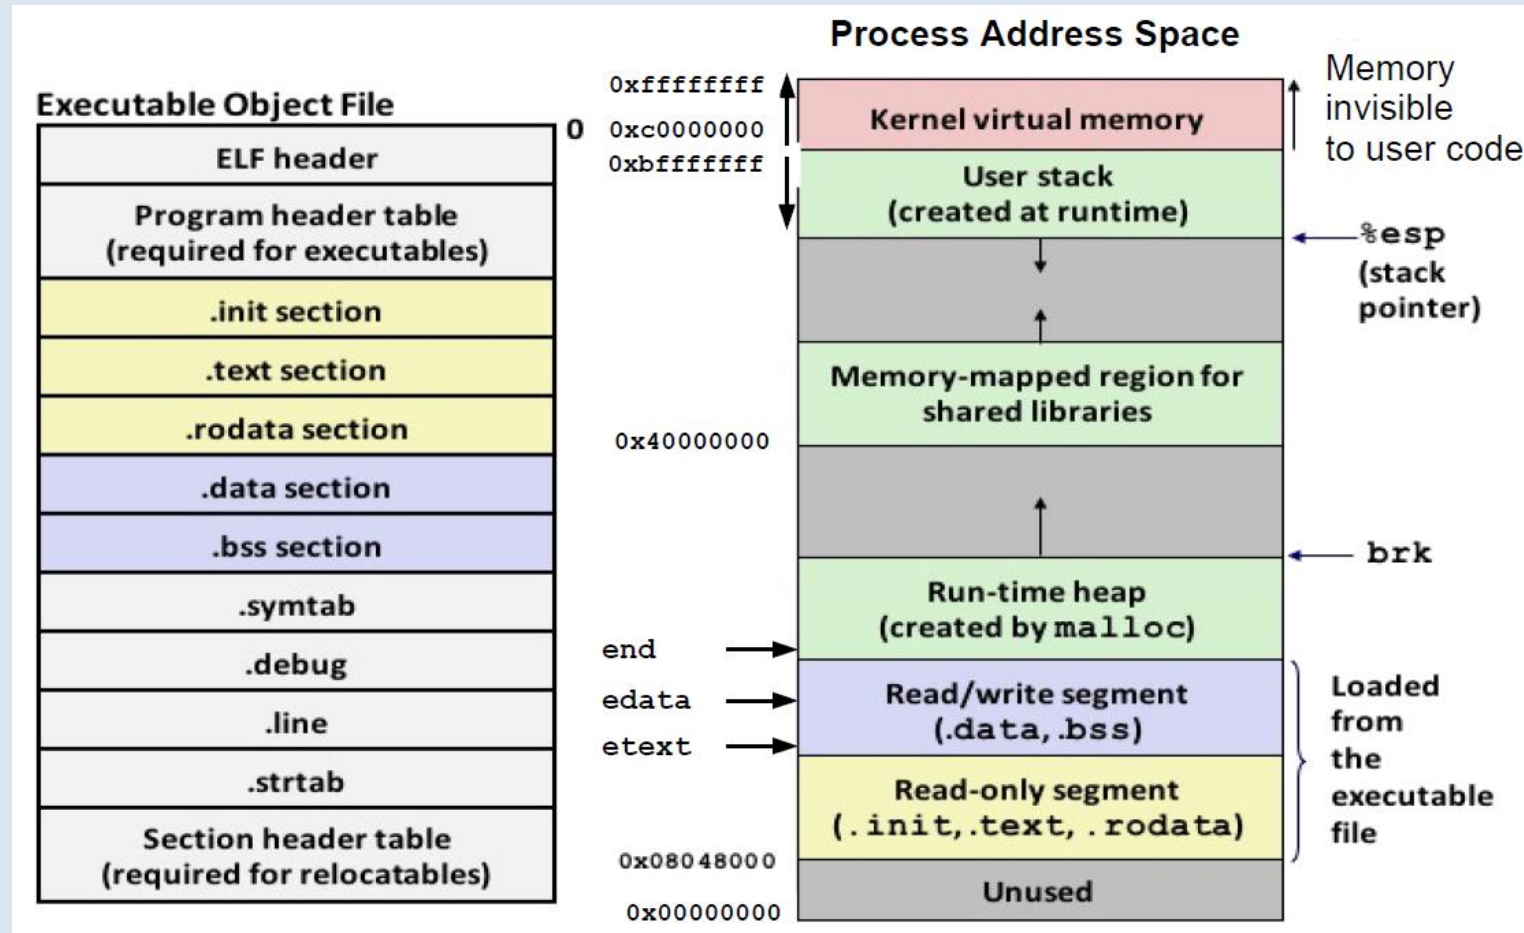 Process Address Space
Executable Object File
0
ELF header
Program header table
(required for executables)
.init section
.text section
.rodata section
.data section
.bss section
.symtab
.debug
.line
.strtab
Section header table
(required for relocatables)
0xffffffff
0xc0000000
0xbfffffff
0x40000000
end
edata
etext
0x08048000
0x00000000
Kernel virtual memory
User stack
(created at runtime)
Memory-mapped region for
shared libraries
Run-time heap
(created by malloc)
Read/write segment
(.data, .bss)
Read-only segment
(.init, .text, .rodata)
Unused
Memory
invisible
to user code
%esp
(stack
pointer)
brk
Loaded
from
the
executable
file